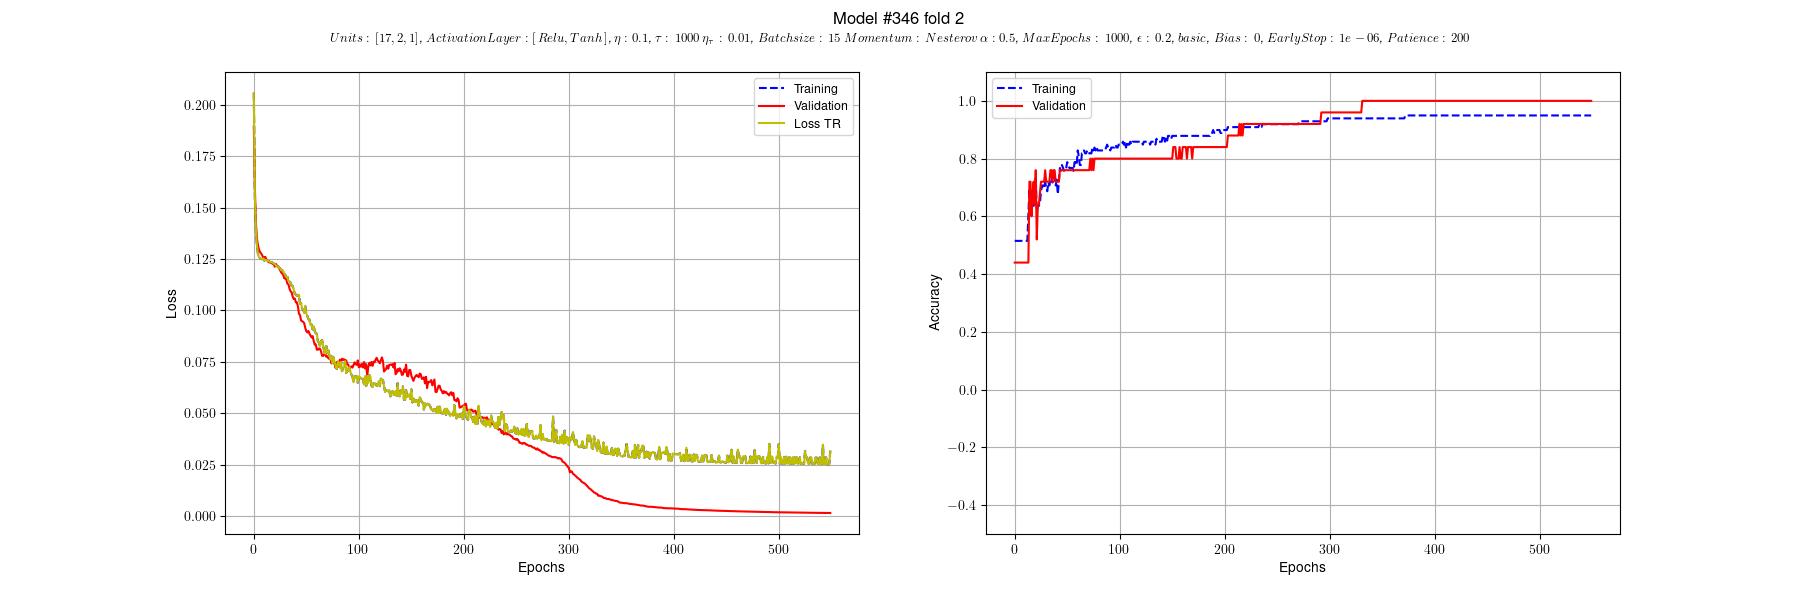 Model #346 fold 2
Units : [17, 2, 1], ActivationLayer : [Relu, Tanh], η : 0.1, τ : 1000 ητ : 0.01, Batchsize : 15 Momentum : Nesterov α : 0.5, MaxEpochs : 1000, ϵ : 0.2, basic, Bias : 0, EarlyStop : 1e − 06, Patience : 200
Training
Validation
Loss TR
0.200
0.175
0.150
0.125
0.100
0.075
0.050
0.025
0.000
Loss
0
100
200
300
400
500
Epochs
Training
Validation
1.0
0.8
0.6
0.4
0.2
0.0
−0.2
−0.4
Accuracy
0
100
200
300
400
500
Epochs